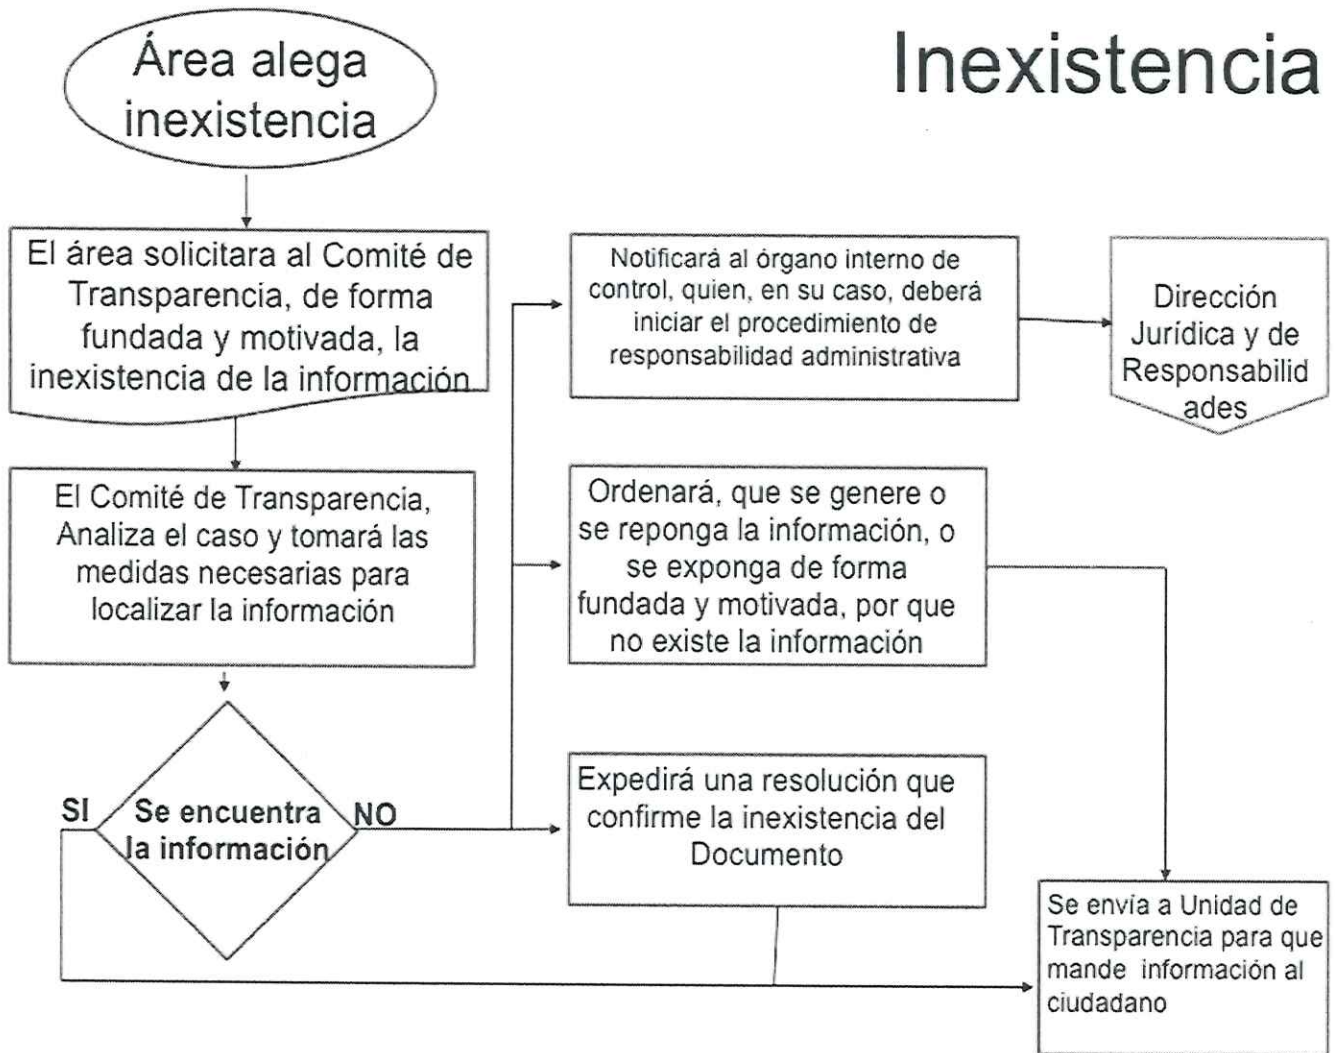 Inexistencia
Área alega
inexistencia
El área solicitara al Comité de
Transparencia, de forma
fundada y motivada, la
inexistencia de la información
El Comité de Transparencia,
Analiza el caso y tomará las
medidas necesarias para
localizar la información
SI
Se encuentra
la información
NO
Notificará al órgano interno de
control, quien, en su caso, deberá
iniciar el procedimiento de
responsabilidad administrativa
Dirección
Jurídica y de
Responsabilid
ades
Ordenará, que se genere o
se reponga la información, o
se exponga de forma
fundada y motivada, por que
no existe la información
Expedirá una resolución que
confirme la inexistencia del
Documento
Se envía a Unidad de
Transparencia para que
mande información al
ciudadano